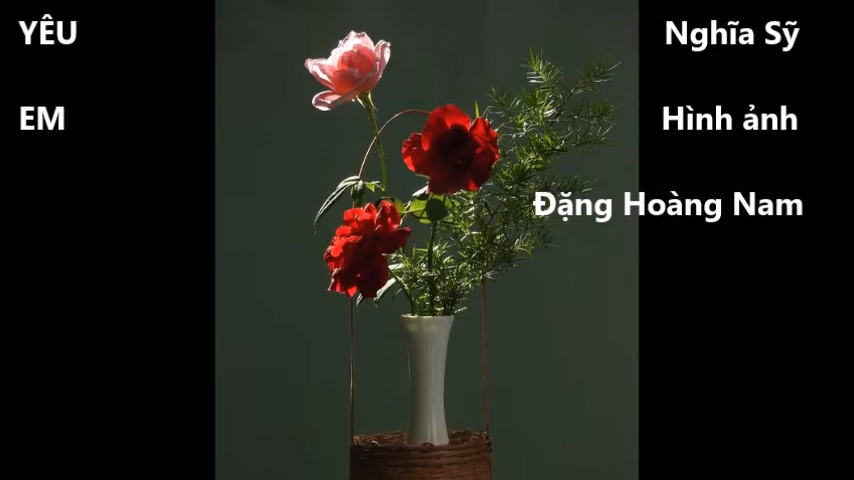 YÊU
EM
Nghĩa Sỹ
Hình ảnh
Đặng Hoàng Nam